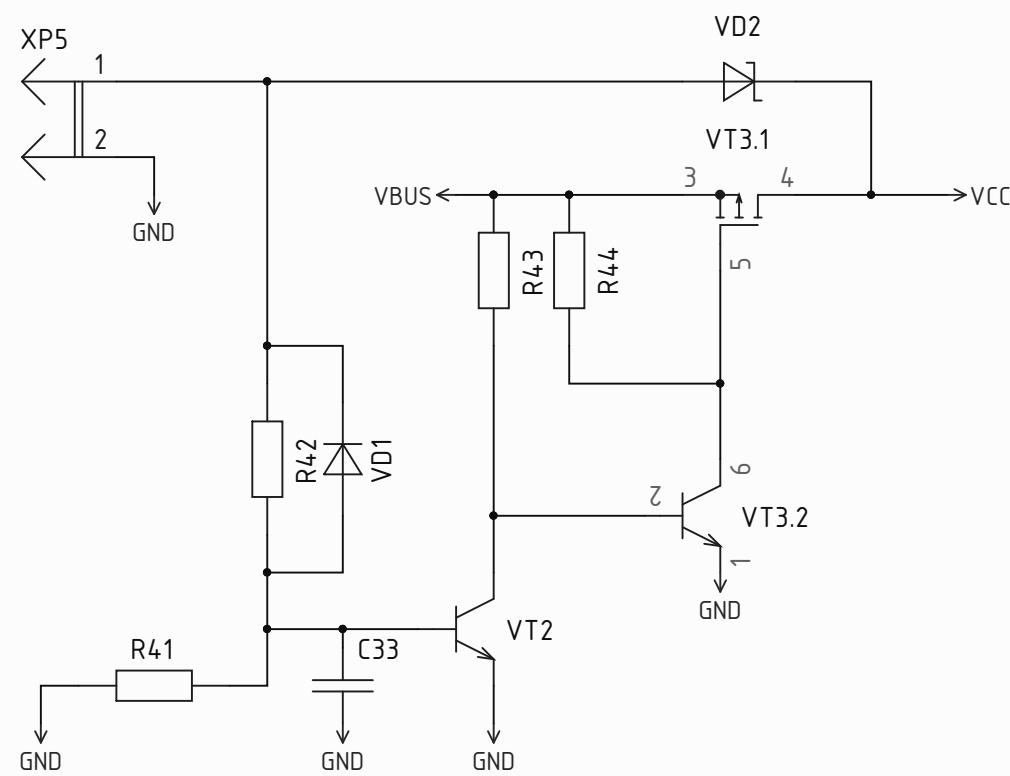 VD2
XP5
1
2
VT3.1
3
4
VBUS
VCC
GND
R43
R44
5
R42
VD1
6
2
VT3.2
1
GND
R41
C33
VT2
GND
GND
GND